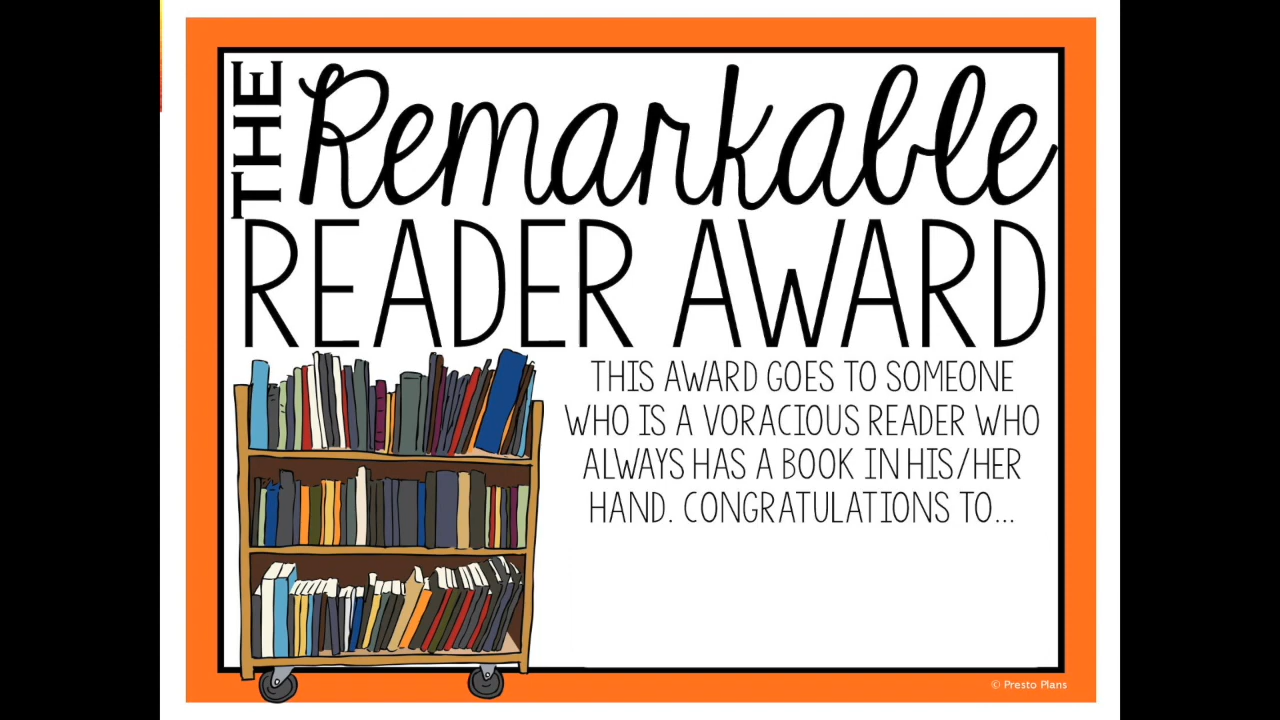 THE Remarkable
READER AWARD
THIS AWARD GOES TO SOMEONE
WHO IS A VORACIOUS READER WHO
ALWAYS HAS A BOOK IN HIS/HER
HAND. CONGRATULATIONS TO...
© Presto Plans